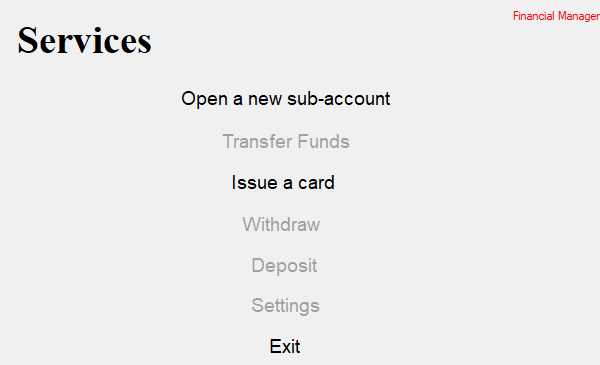 Financial Manager
Services
Open a new sub-account
Transfer Funds
Issue a card
Withdraw
Deposit
Settings
Exit